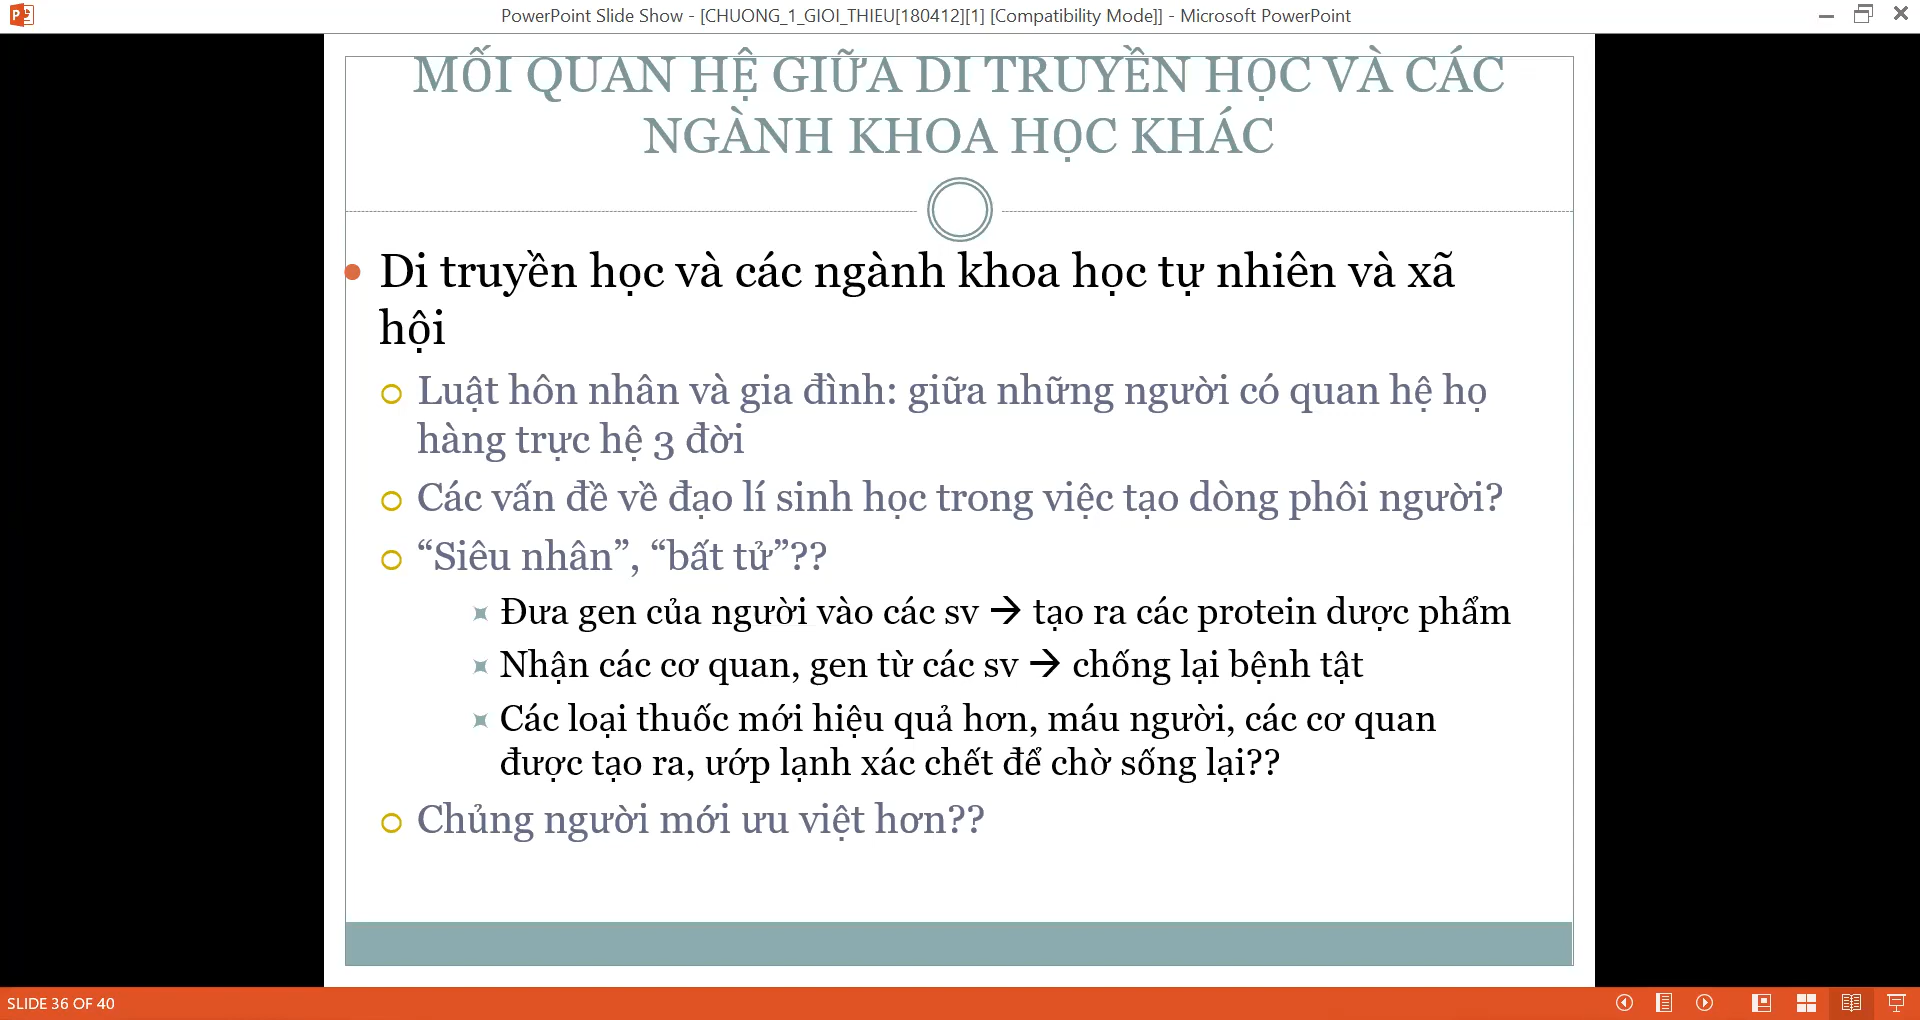 PowerPoint Slide Show - [CHUONG_1_GIOI_THIEU[180412][1] [Compatibility Mode]] - Microsoft PowerPoint
MỐI QUAN HỆ GIỮA DI TRUYỀN HỌC VÀ CÁC
NGÀNH KHOA HỌC KHÁC
Di truyền học và các ngành khoa học tự nhiên và xã
hội
Luật hôn nhân và gia đình: giữa những người có quan hệ họ
hàng trực hệ 3 đời
Các vấn đề về đạo lí sinh học trong việc tạo dòng phôi người?
“Siêu nhân”, “bất tử”??
Đưa gen của người vào các sv → tạo ra các protein dược phẩm
Nhận các cơ quan, gen từ các sv → chống lại bệnh tật
Các loại thuốc mới hiệu quả hơn, máu người, các cơ quan
được tạo ra, ướp lạnh xác chết để chờ sống lại??
Chủng người mới ưu việt hơn??
SLIDE 36 OF 40